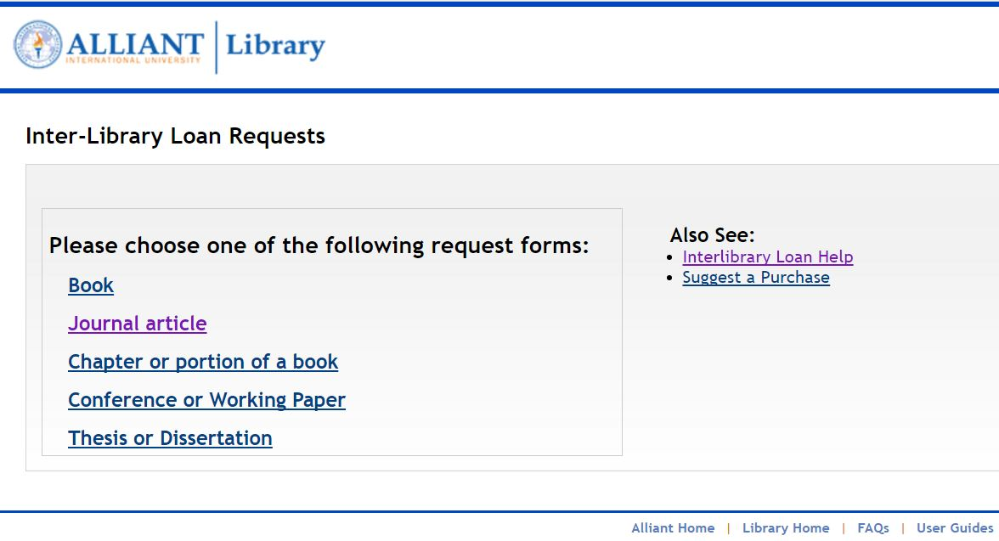 ALLIANT
INTERNATIONAL UNIVERSITY
Library
Inter-Library Loan Requests
Please choose one of the following request forms:
Book
Journal article
Chapter or portion of a book
Conference or Working Paper
Thesis or Dissertation
Also See:
Interlibrary Loan Help
Suggest a Purchase
Alliant Home | Library Home | FAQs | User Guides